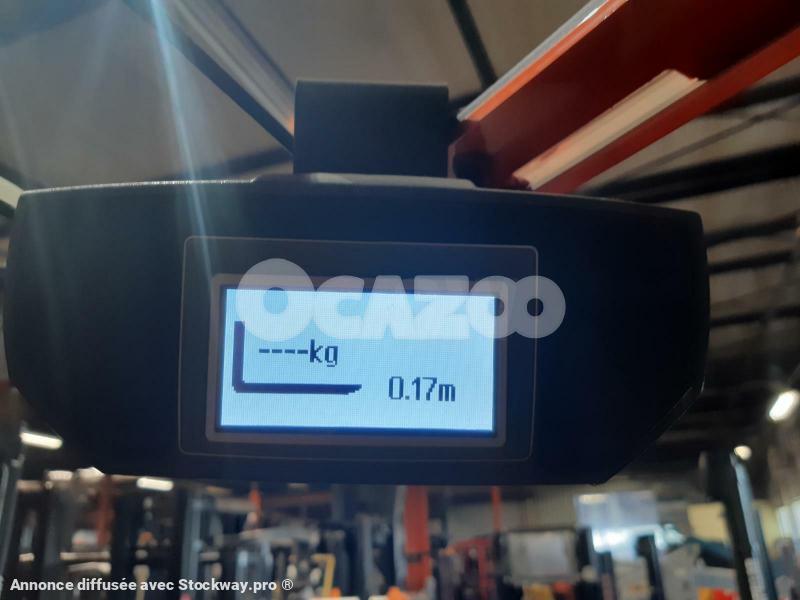 OCAZOO
----kg
0.17m
Annonce diffusée avec Stockway.pro ®